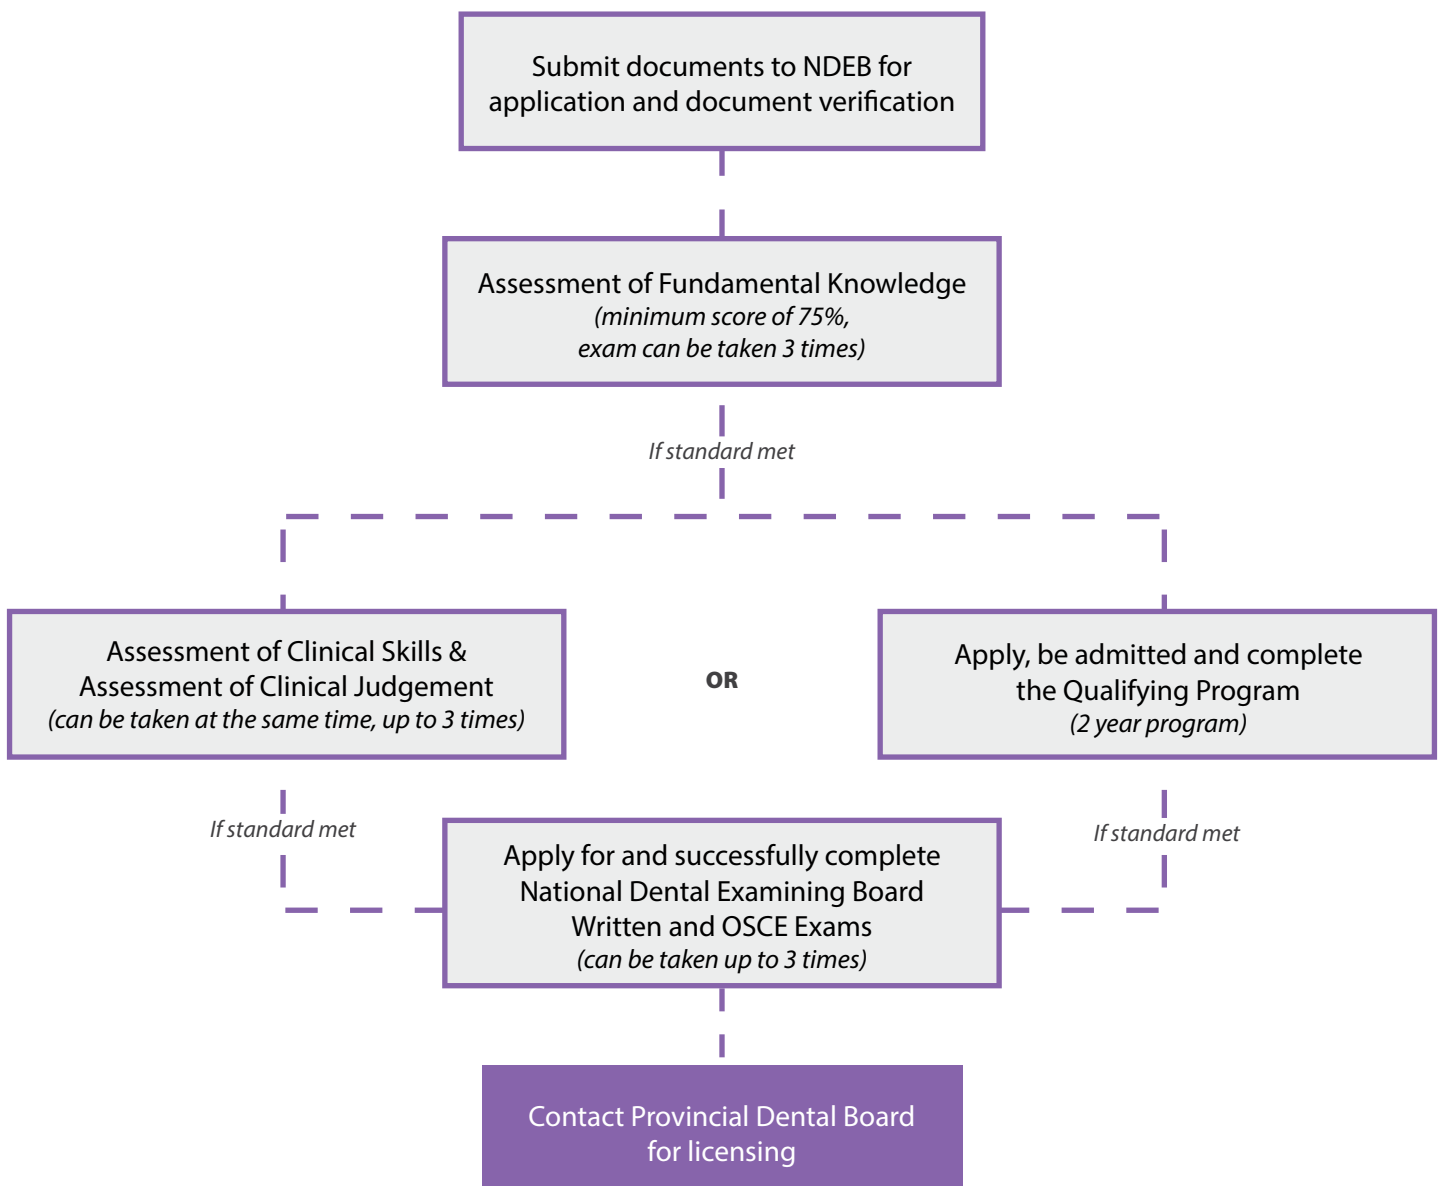 Submit documents to NDEB for
application and document verification
Assessment of Fundamental Knowledge
(minimum score of 75%,
exam can be taken 3 times)
If standard met
Assessment of Clinical Skills &
Assessment of Clinical Judgement
(can be taken at the same time, up to 3 times)
OR
Apply, be admitted and complete
the Qualifying Program
(2 year program)
If standard met
If standard met
Apply for and successfully complete
National Dental Examining Board
Written and OSCE Exams
(can be taken up to 3 times)
Contact Provincial Dental Board
for licensing